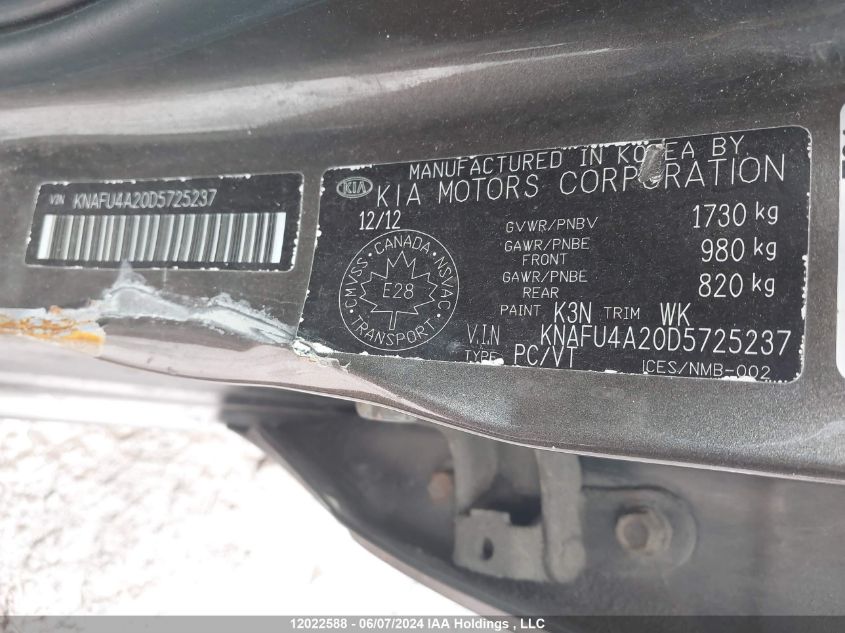 VIN KNAFU4A20D5725237
KIA
MANUFACTURED IN KOREA BY
KIA MOTORS CORPORATION
12/12
GVWR/PNBV 1730 kg
GAWR/PNBE FRONT 980 kg
GAWR/PNBE REAR 820 kg
CMVSS · CANADA · NSVAC
E28
TRANSPORT
PAINT K3N TRIM WK
V.I.N KNAFU4A20D5725237
TYPE PC/VT
ICES/NMB-002
12022588 - 06/07/2024 IAA Holdings , LLC